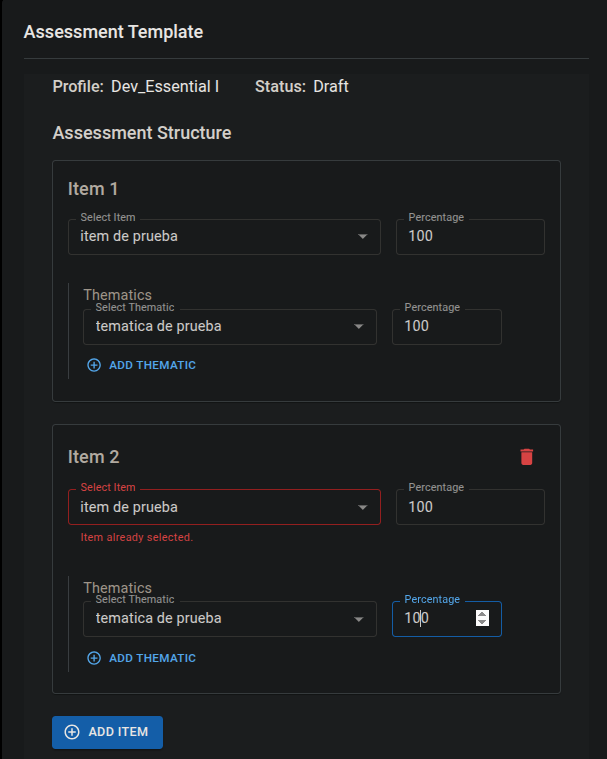 Assessment Template
Profile: Dev_Essential I Status: Draft
Assessment Structure
Item 1
Select Item Percentage
item de prueba 100
Thematics
Select Thematic Percentage
tematica de prueba 100
ADD THEMATIC
Item 2
Select Item Percentage
item de prueba 100
Item already selected.
Thematics
Select Thematic Percentage
tematica de prueba 100
ADD THEMATIC
ADD ITEM